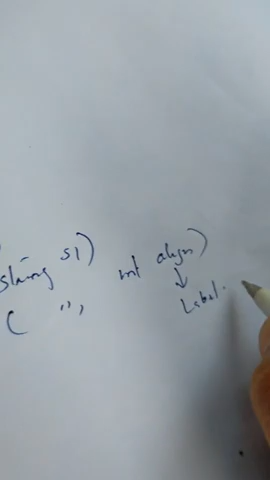 string s1)
( ", int align)
↓
Label.